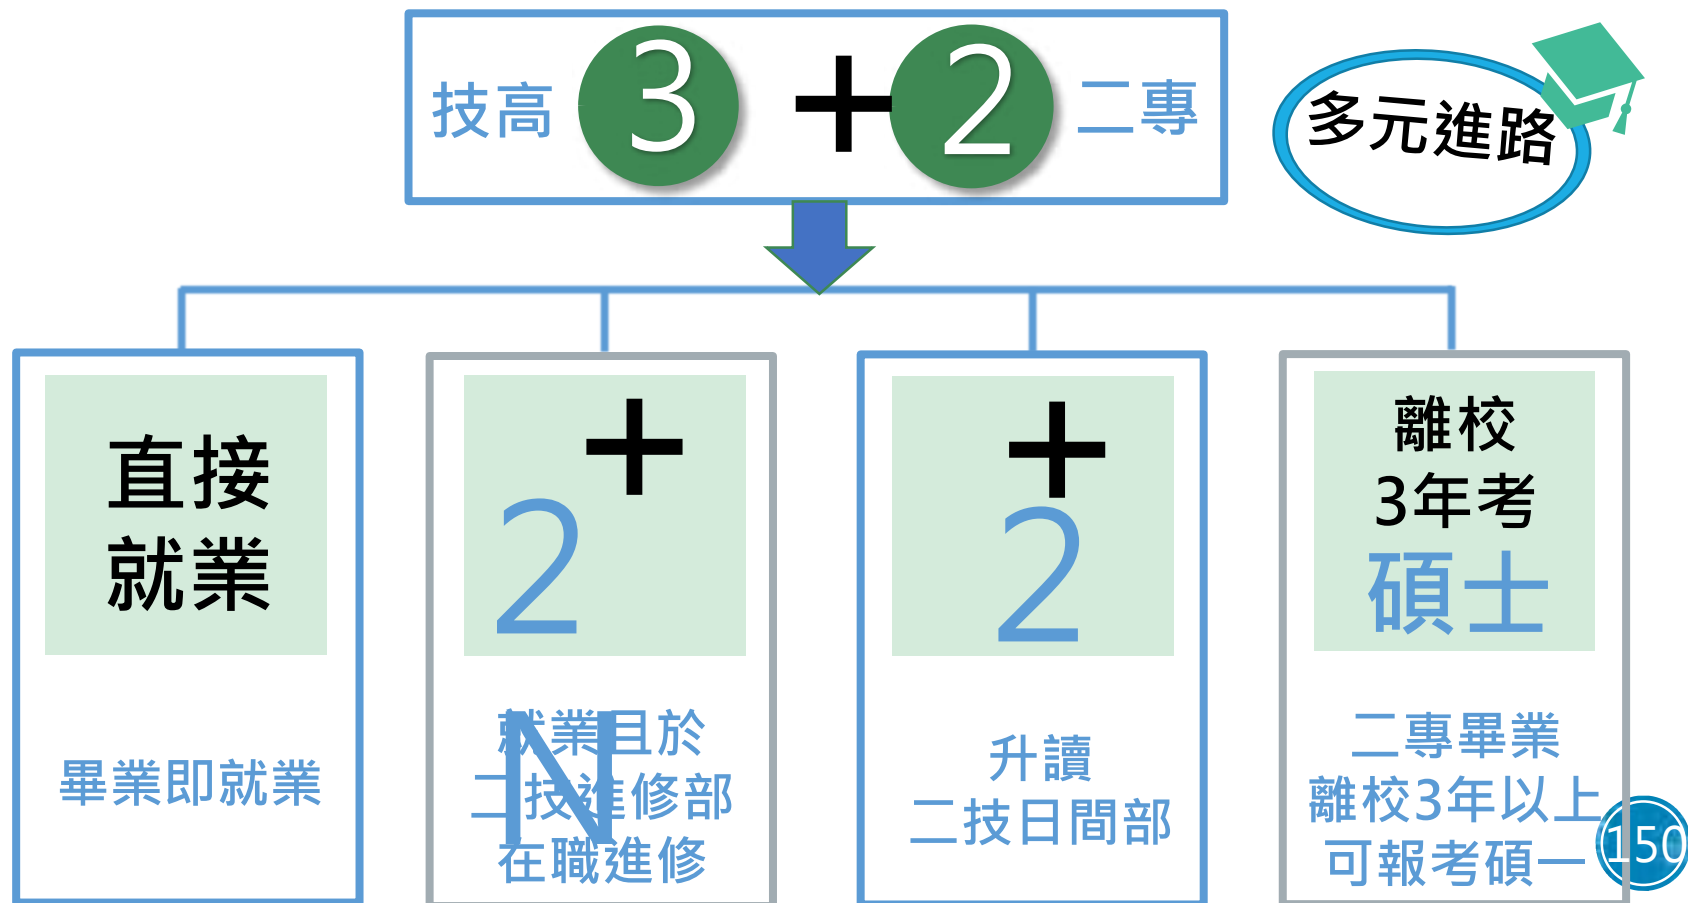 技高 3 + 2 二專
多元進路
直接
就業
畢業即就業
+
2
N
就業且於
二技進修部
在職進修
+
2
升讀
二技日間部
離校
3年考
碩士
二專畢業
離校3年以上
可報考碩一
150